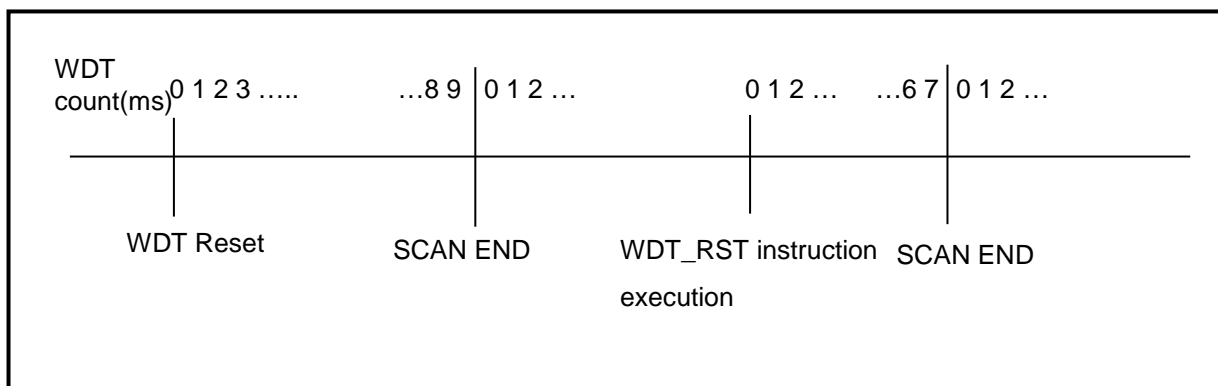 WDT
count(ms) 0 1 2 3 ….. …8 9 0 1 2 … 0 1 2 … …6 7 0 1 2 …
WDT Reset SCAN END WDT_RST instruction SCAN END
execution